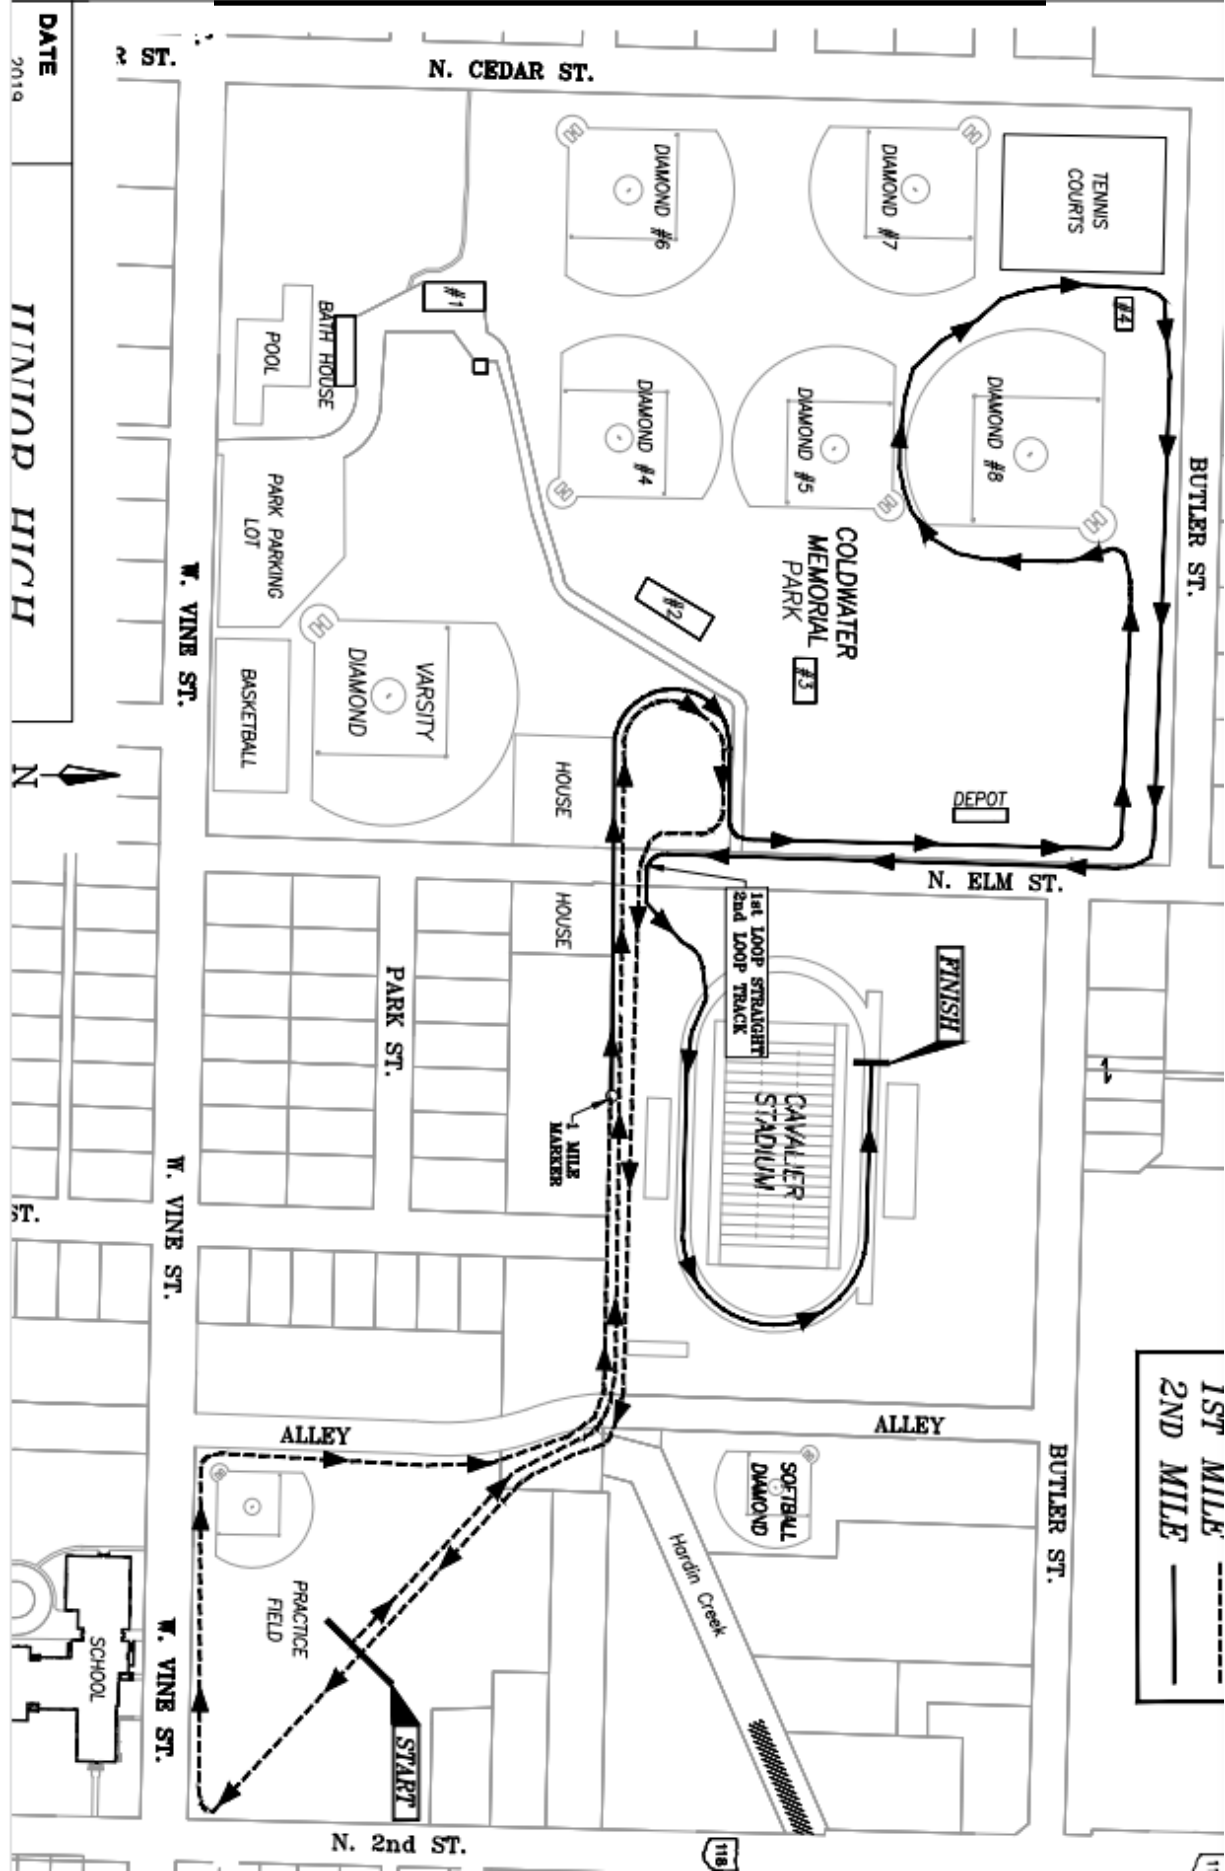 DATE
2019
JUNIOR HIGH
N
R ST.
N. CEDAR ST.
DIAMOND #6
DIAMOND #7
TENNIS
COURTS
#1
#4
BATH HOUSE
POOL
DIAMOND #4
DIAMOND #5
DIAMOND #8
BUTLER ST.
PARK PARKING
LOT
COLDWATER
MEMORIAL
PARK
#2
#3
W. VINE ST.
VARSITY
DIAMOND
BASKETBALL
HOUSE
DEPOT
N. ELM ST.
HOUSE
1st LOOP STRAIGHT
2nd LOOP TRACK
FINISH
PARK ST.
CAVALIER
STADIUM
1 MILE
MARKER
W. VINE ST.
ST.
1ST MILE
2ND MILE
ALLEY
ALLEY
SOFTBALL
DIAMOND
BUTLER ST.
Hardin Creek
PRACTICE
FIELD
SCHOOL
W. VINE ST.
START
N. 2nd ST.
118
H
H
H
H
H
H
H
H